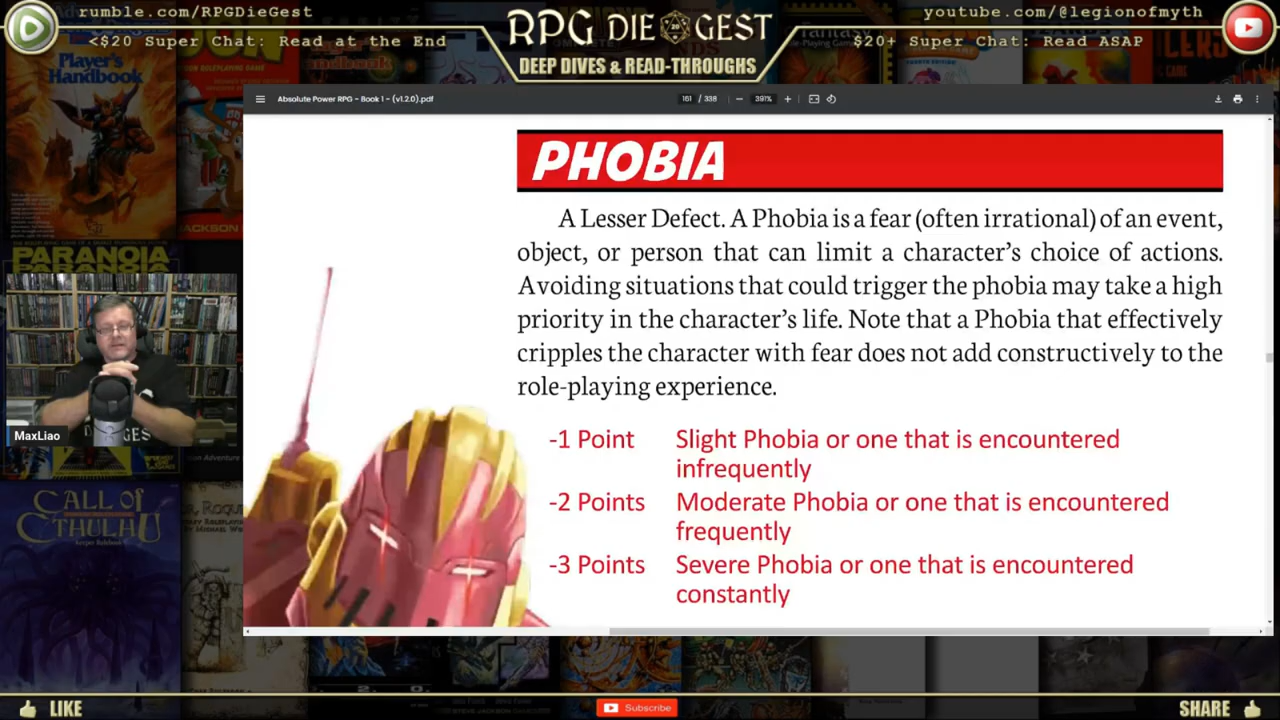 rumble.com/RPGDieGest
<$20 Super Chat: Read at the End
RPG DIE GEST
DEEP DIVES & READ-THROUGHS
youtube.com/@legionofmyth
$20+ Super Chat: Read ASAP
Player's
Handbook
Absolute Power RPG - Book 1 - (v1.2.0).pdf
161 / 338
391%
PHOBIA
A Lesser Defect. A Phobia is a fear (often irrational) of an event,
object, or person that can limit a character's choice of actions.
Avoiding situations that could trigger the phobia may take a high
priority in the character's life. Note that a Phobia that effectively
cripples the character with fear does not add constructively to the
role-playing experience.
-1 Point Slight Phobia or one that is encountered
infrequently
-2 Points Moderate Phobia or one that is encountered
frequently
-3 Points Severe Phobia or one that is encountered
constantly
PARANOIA
MaxLiao
CALL OF
CTHULHU
LIKE
Subscribe
SHARE